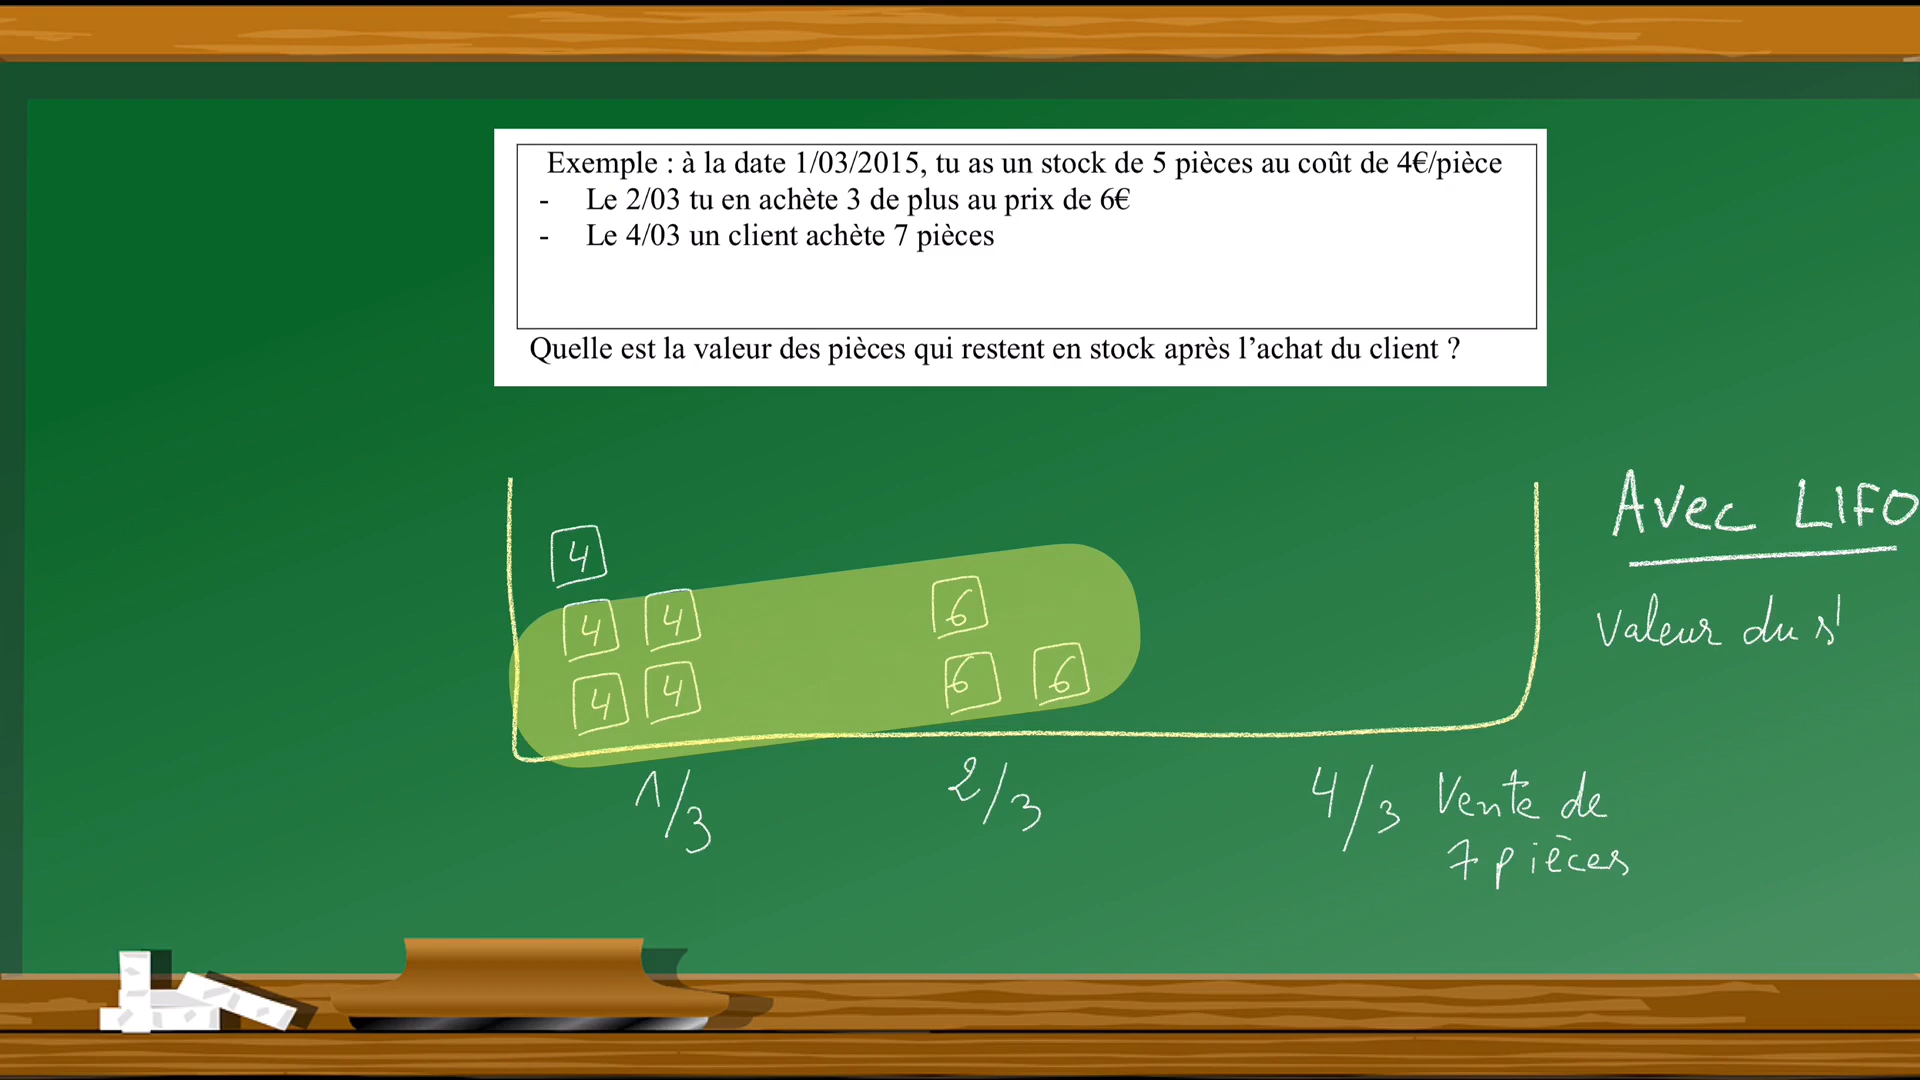 Exemple : à la date 1/03/2015, tu as un stock de 5 pièces au coût de 4€/pièce
- Le 2/03 tu en achète 3 de plus au prix de 6€
- Le 4/03 un client achète 7 pièces
Quelle est la valeur des pièces qui restent en stock après l’achat du client ?
Avec LIFO
Valeur du s
4
4 4 6
4 4 6 6
1/3 2/3 4/3 Vente de
7 pièces